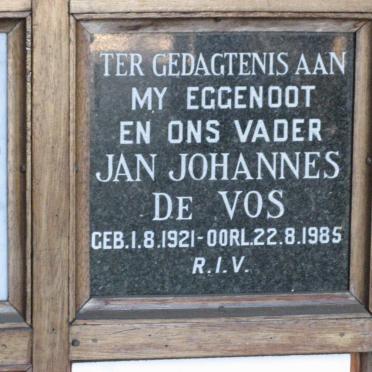 TER GEDAGTENIS AAN
MY EGGENOOT
EN ONS VADER
JAN JOHANNES
DE VOS
GEB.1.8.1921-OORL.22.8.1985
R.I.V.